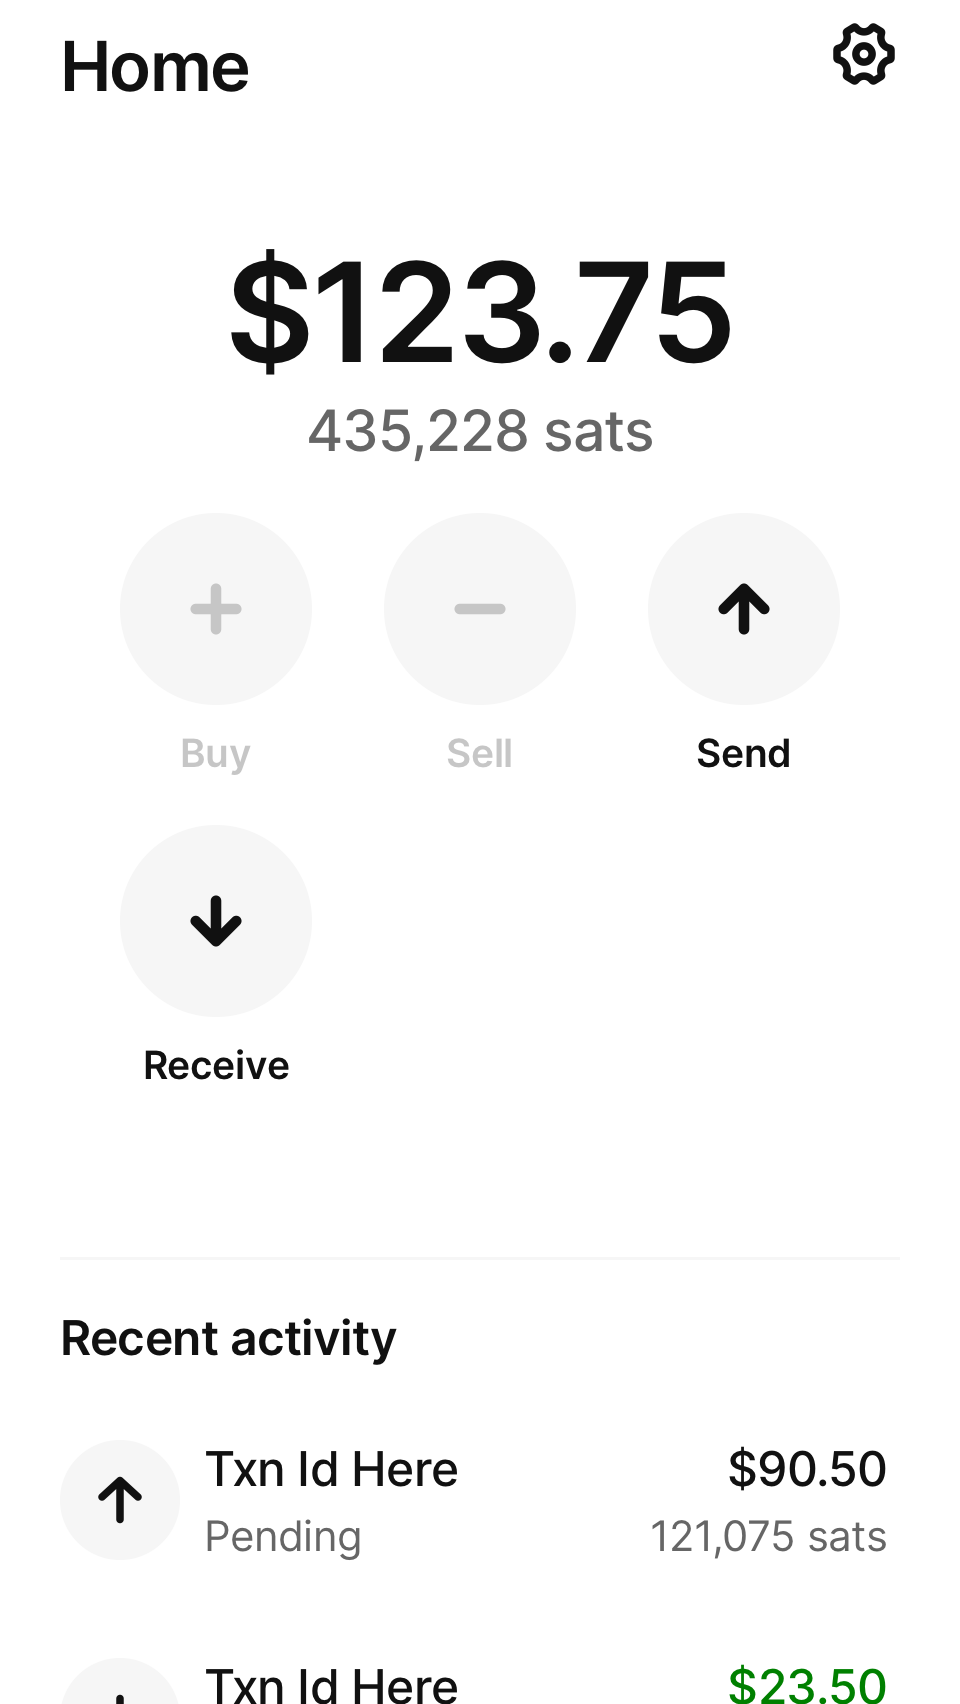 Home
$123.75
435,228 sats
Buy
Sell
Send
Receive
Recent activity
Txn Id Here
$90.50
Pending
121,075 sats
Txn Id Here
$23.50